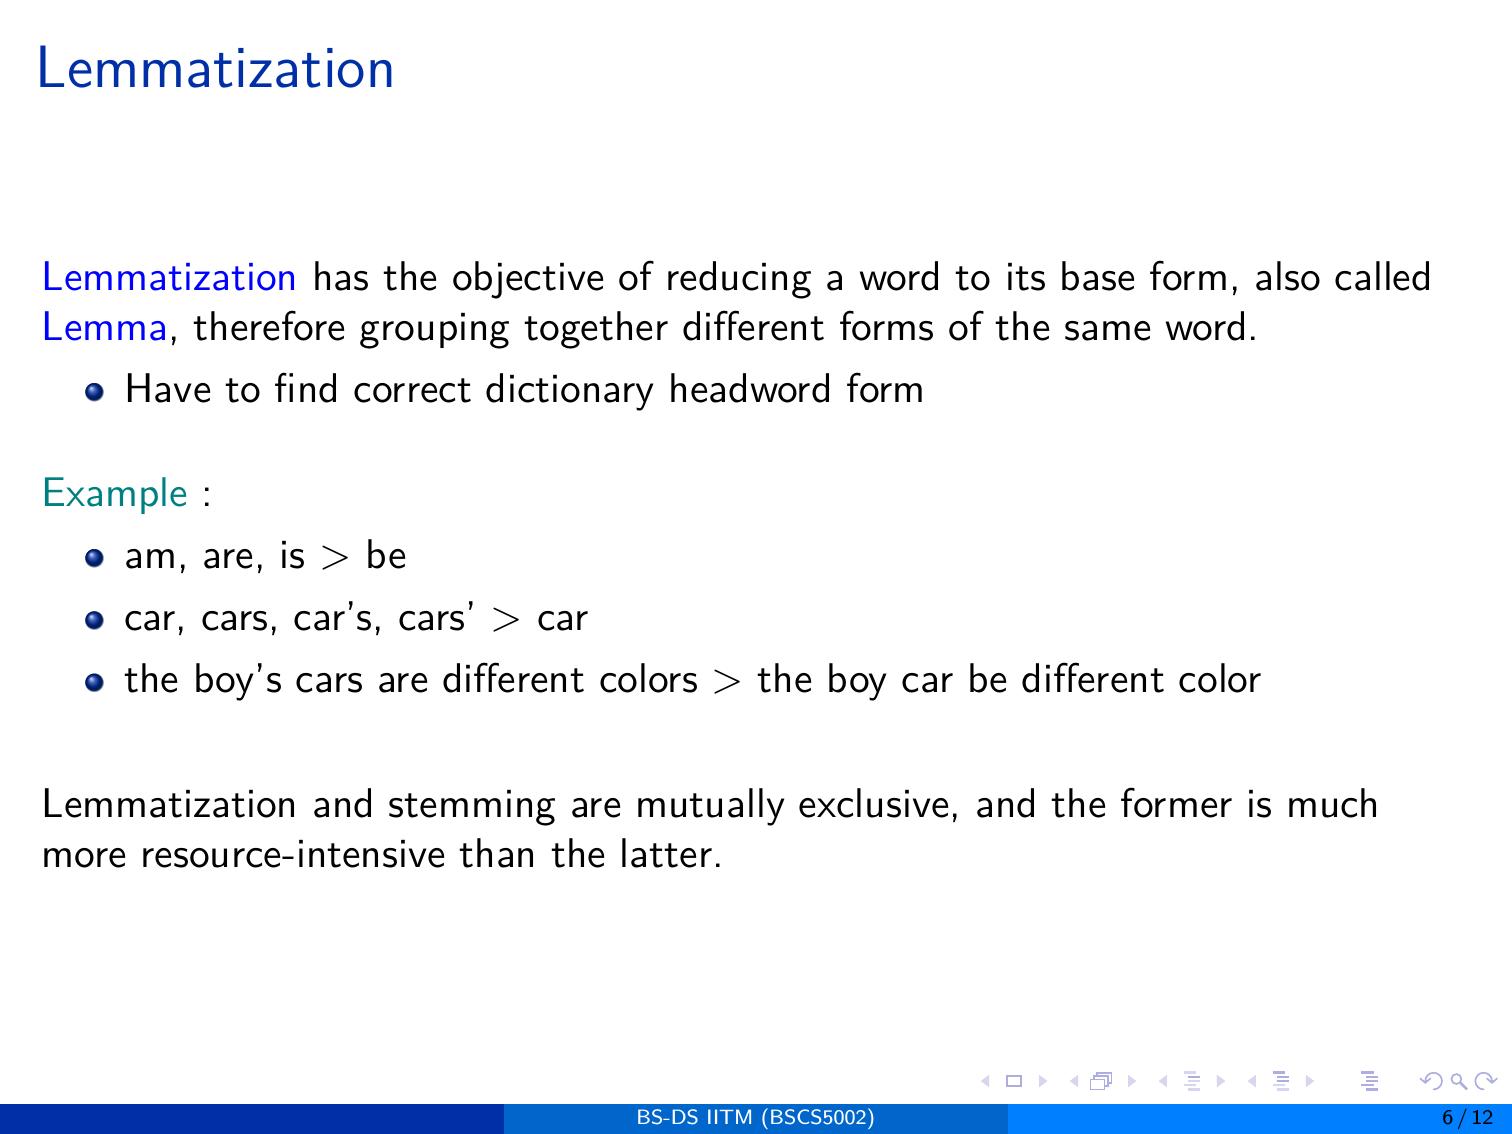 Lemmatization
Lemmatization has the objective of reducing a word to its base form, also called
Lemma, therefore grouping together different forms of the same word.
Have to find correct dictionary headword form
Example :
am, are, is > be
car, cars, car's, cars' > car
the boy's cars are different colors > the boy car be different color
Lemmatization and stemming are mutually exclusive, and the former is much
more resource-intensive than the latter.
BS-DS IITM (BSCS5002)
6 / 12